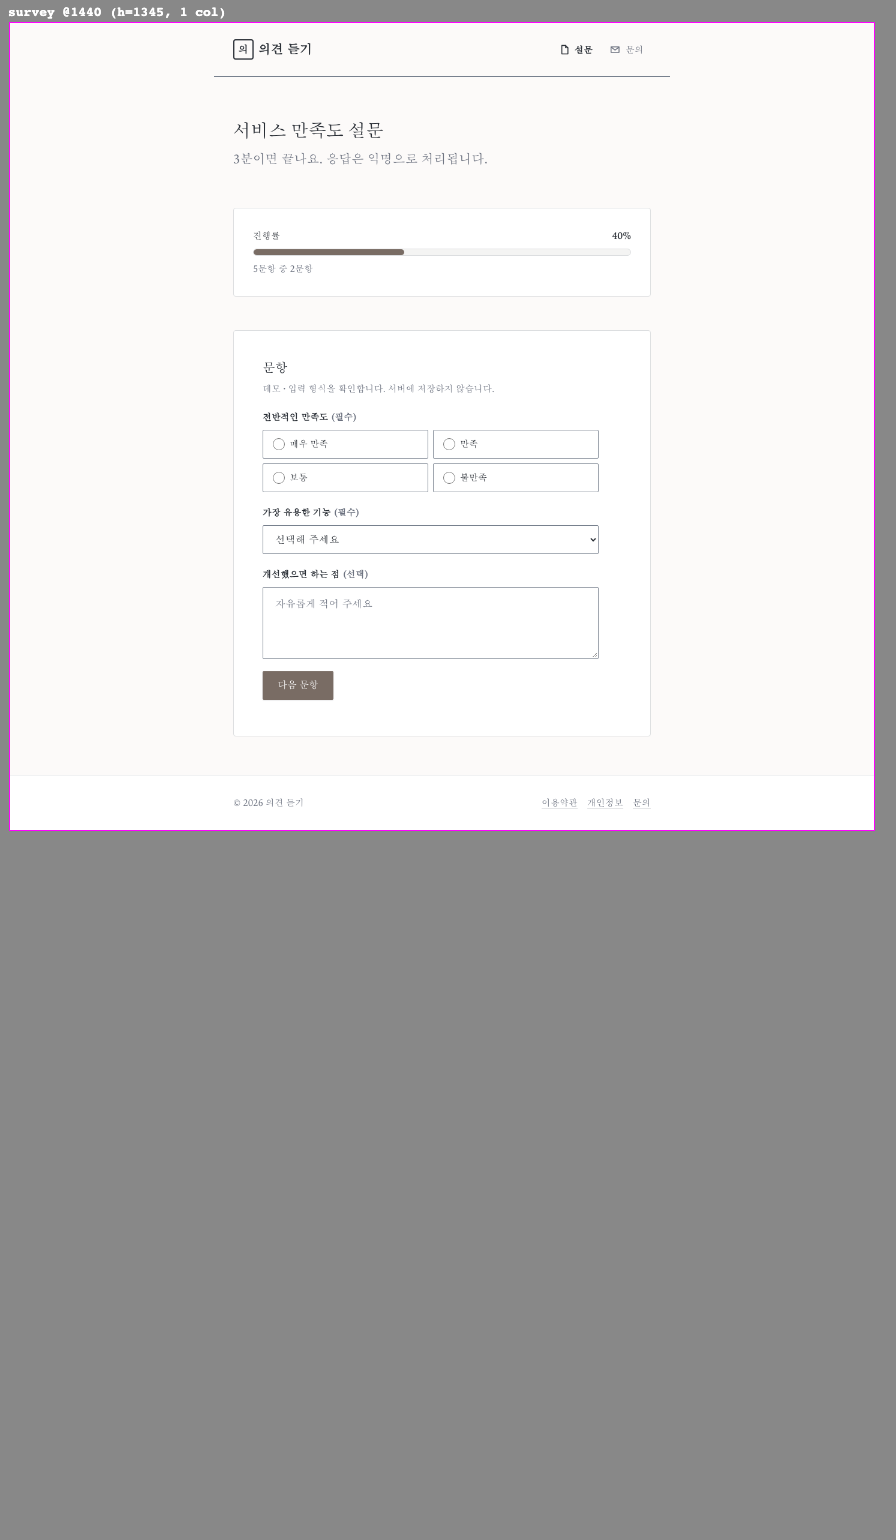 survey @1440 (h=1345, 1 col)
의 의견 듣기
설문 문의
서비스 만족도 설문
3분이면 끝나요. 응답은 익명으로 처리됩니다.
진행률 40%
5문항 중 2문항
문항
데모 · 입력 형식을 확인합니다. 서버에 저장하지 않습니다.
전반적인 만족도 (필수)
매우 만족 만족
보통 불만족
가장 유용한 기능 (필수)
선택해 주세요
개선했으면 하는 점 (선택)
자유롭게 적어 주세요
다음 문항
© 2026 의견 듣기 이용약관 개인정보 문의